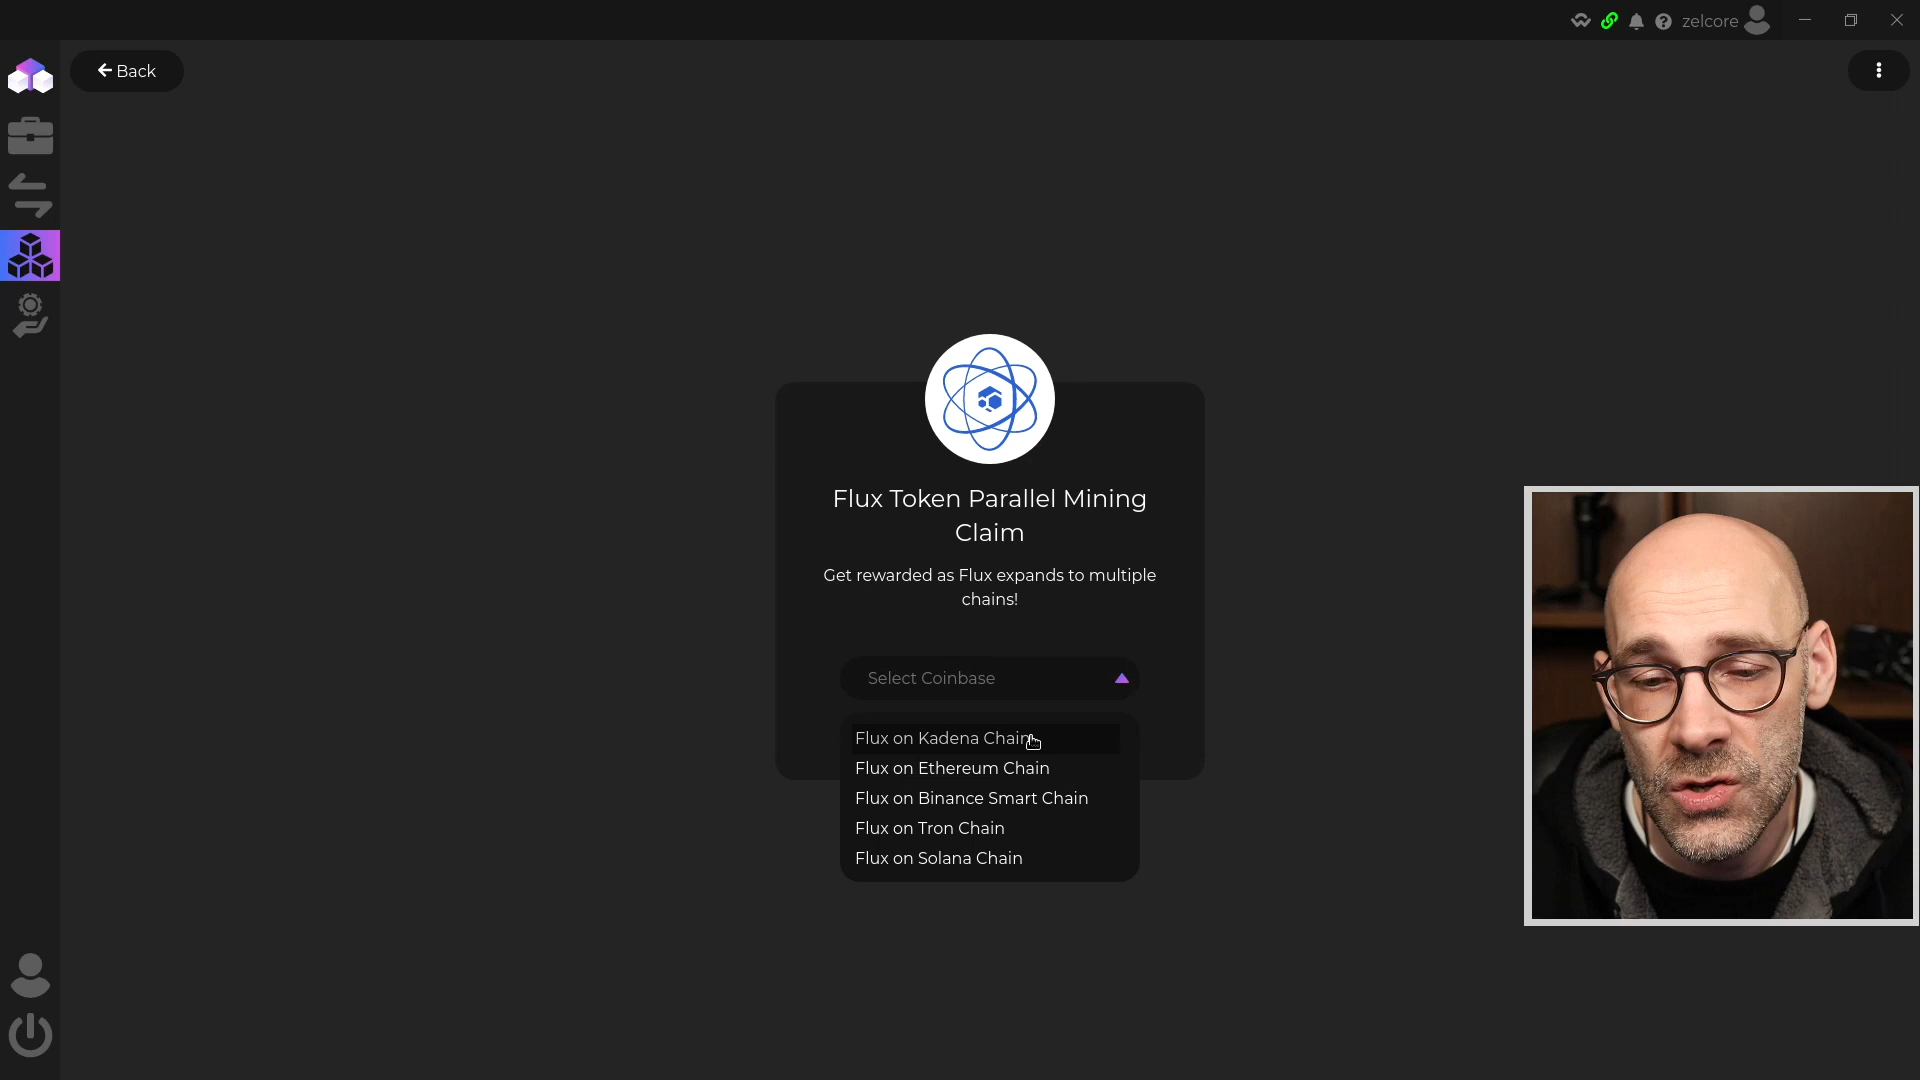 zelcore
Back
Flux Token Parallel Mining
Claim
Get rewarded as Flux expands to multiple
chains!
Select Coinbase
Flux on Kadena Chain
Flux on Ethereum Chain
Flux on Binance Smart Chain
Flux on Tron Chain
Flux on Solana Chain